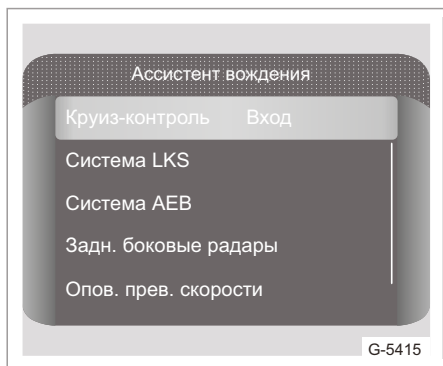 Ассистент вождения
Круиз-контроль Вход
Система LKS
Система AEB
Задн. боковые радары
Опов. прев. скорости
G-5415